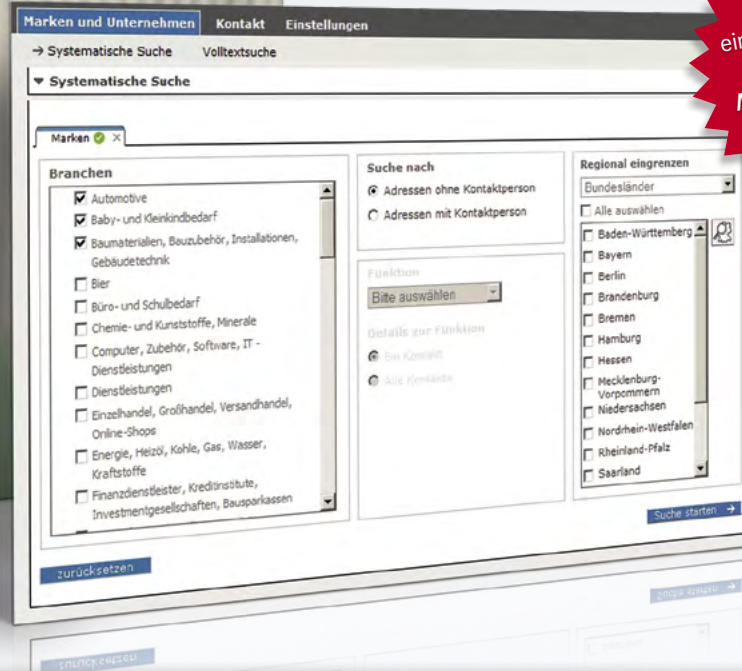 Marken und Unternehmen Kontakt Einstellungen
→ Systematische Suche Volltextsuche
Systematische Suche
Marken
Branchen
Automotive
Baby- und Kleinkindbedarf
Baumaterialien, Bauzubehör, Installationen,
Gebäudetechnik
Bier
Büro- und Schulbedarf
Chemie- und Kunststoffe, Minerale
Computer, Zubehör, Software, IT -
Dienstleistungen
Dienstleistungen
Einzelhandel, Großhandel, Versandhandel,
Online-Shops
Energie, Heizöl, Kohle, Gas, Wasser,
Kraftstoffe
Finanzdienstleister, Kreditinstitute,
Investmentgesellschaften, Bausparkassen
zurücksetzen
Suche nach
Adressen ohne Kontaktperson
Adressen mit Kontaktperson
Funktion
Bitte auswählen
Details zur Funktion
Ein Kontakt
Alle Kontakte
Regional eingrenzen
Bundesländer
Alle auswählen
Baden-Württemberg
Bayern
Berlin
Brandenburg
Bremen
Hamburg
Hessen
Mecklenburg-
Vorpommern
Niedersachsen
Nordrhein-Westfalen
Rheinland-Pfalz
Saarland
Suche starten →